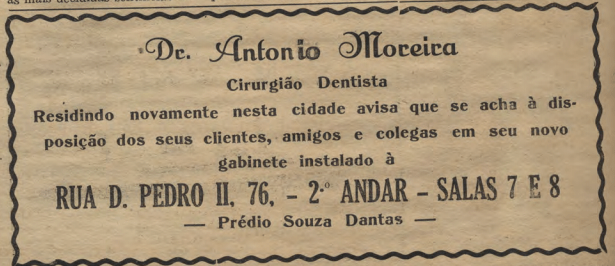 Dr. Antonio Moreira
Cirurgião Dentista
Residindo novamente nesta cidade avisa que se acha à dis-
posição dos seus clientes, amigos e colegas em seu novo
gabinete instalado à
RUA D. PEDRO II, 76, - 2.º ANDAR - SALAS 7 E 8
— Prédio Souza Dantas —